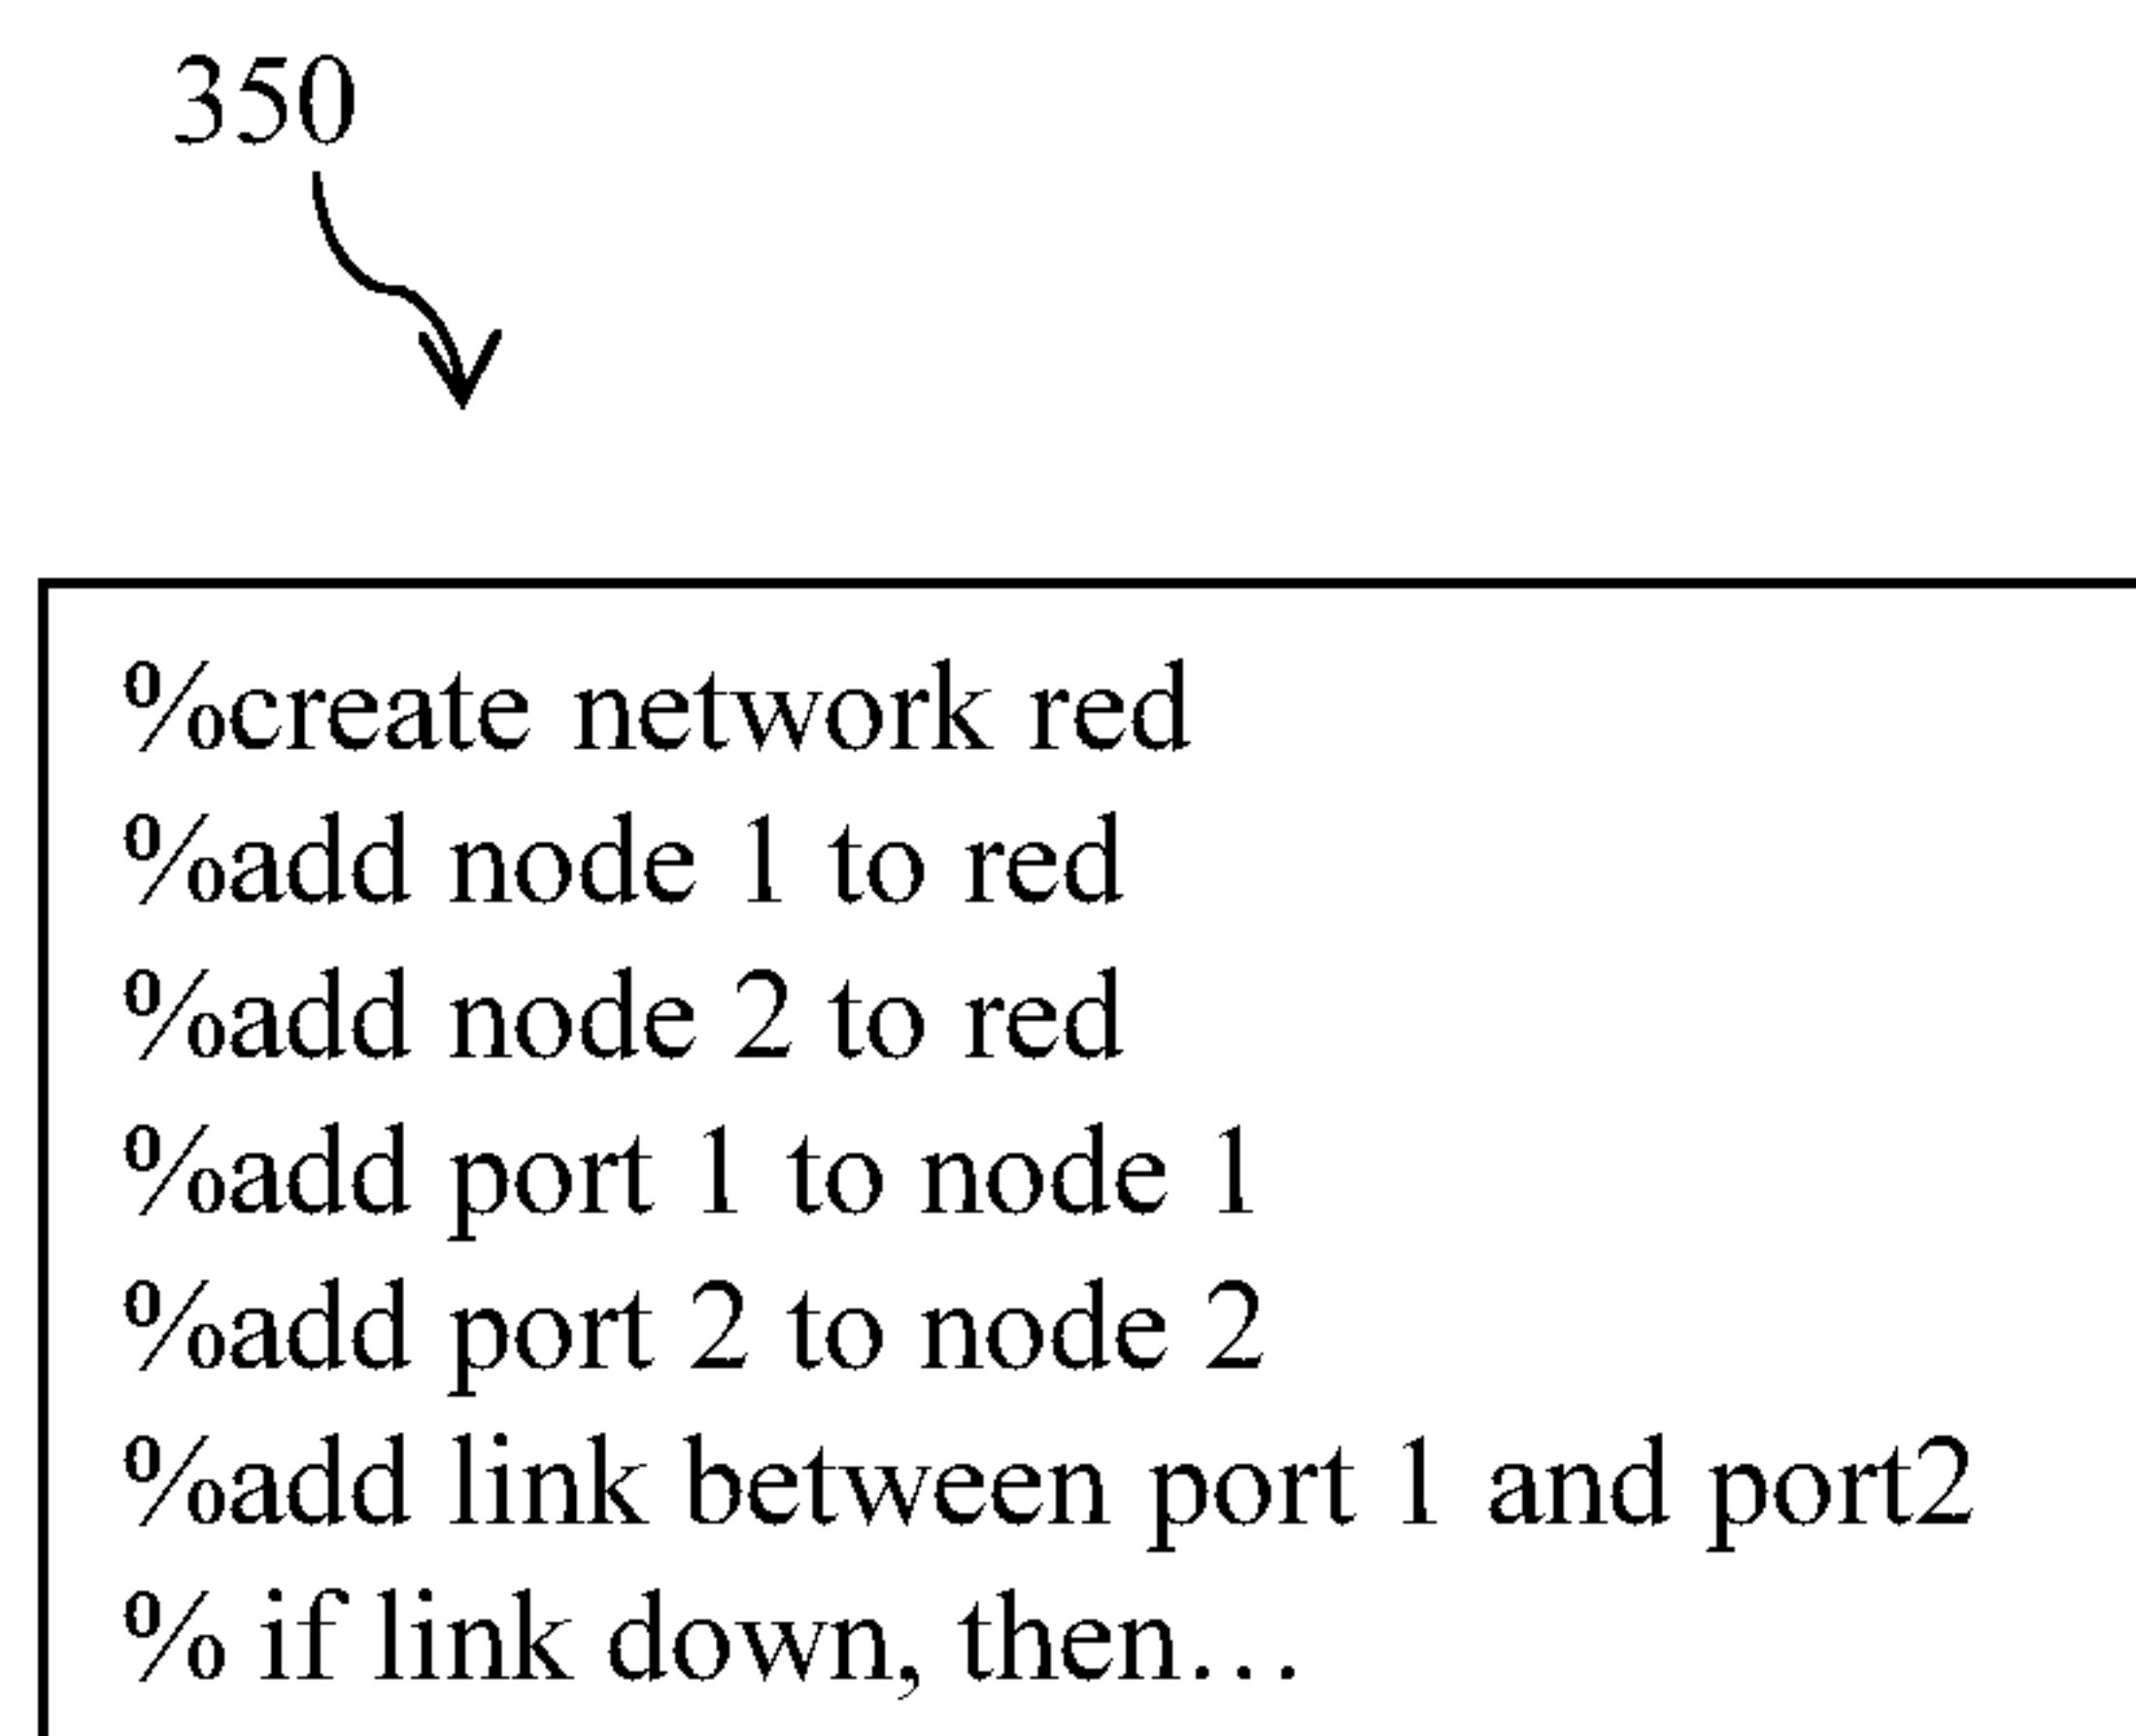 350
%create network red
%add node 1 to red
%add node 2 to red
%add port 1 to node 1
%add port 2 to node 2
%add link between port 1 and port2
% if link down, then…